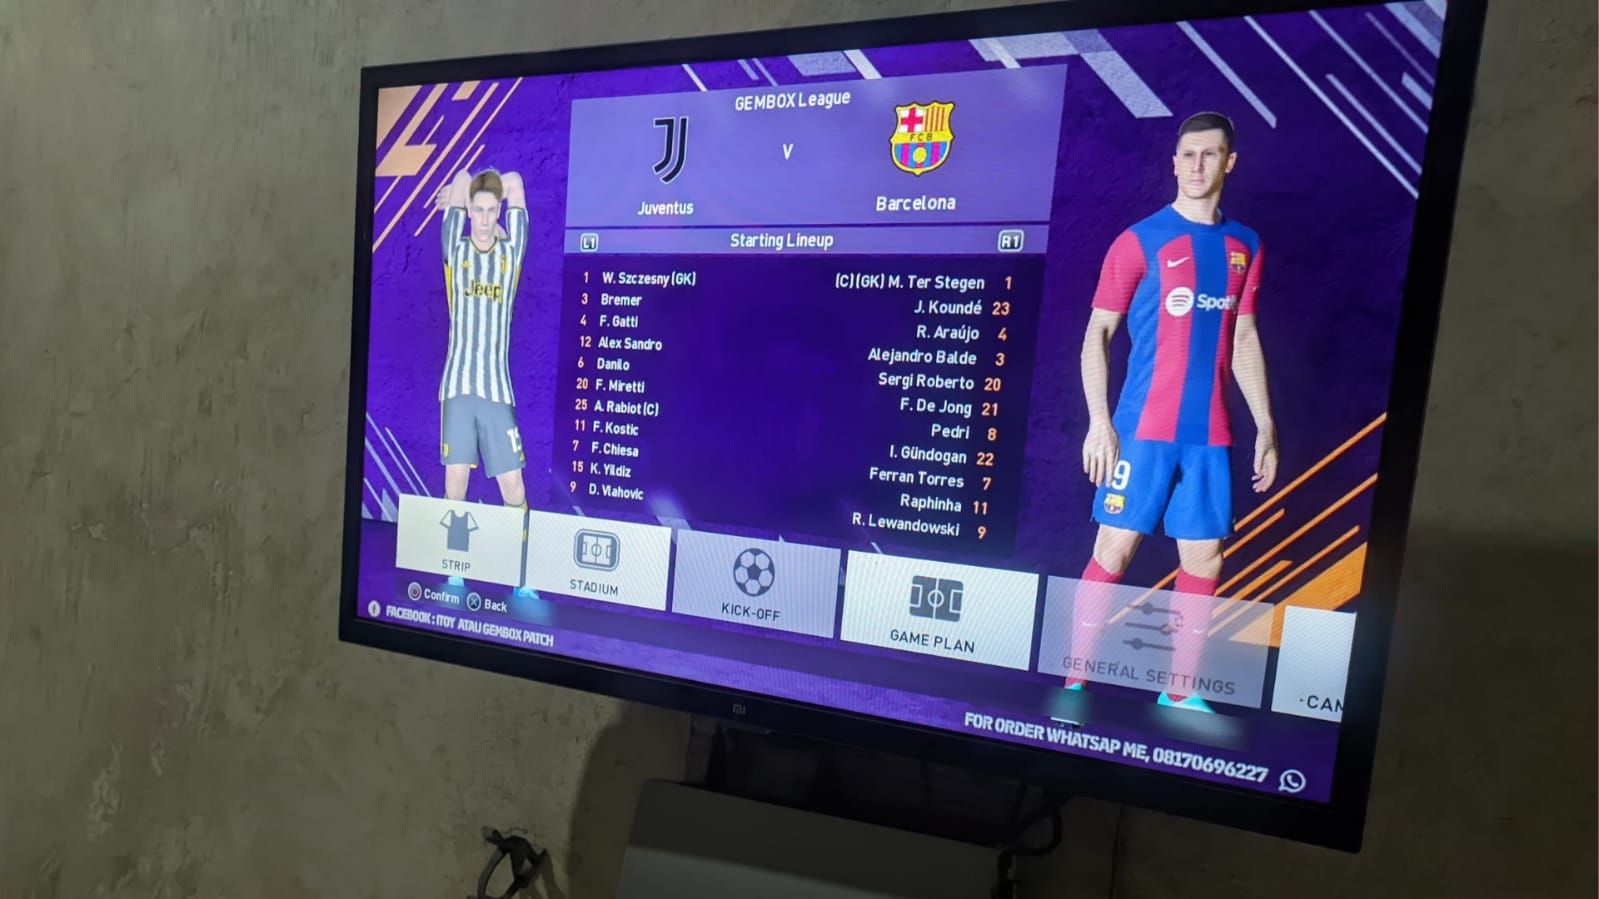 GEMBOX League
V
FCB
Juventus
Barcelona
L1
Starting Lineup
R1
1 W. Szczesny (GK)
3 Bremer
4 F. Gatti
12 Alex Sandro
6 Danilo
20 F. Miretti
25 A. Rabiot (C)
11 F. Kostic
7 F. Chiesa
15 K. Yildiz
9 D. Vlahovic
(C) (GK) M. Ter Stegen 1
J. Koundé 23
R. Araújo 4
Alejandro Balde 3
Sergi Roberto 20
F. De Jong 21
Pedri 8
I. Gündogan 22
Ferran Torres 7
Raphinha 11
R. Lewandowski 9
Jeep
15
Spotif
9
STRIP
STADIUM
KICK-OFF
GAME PLAN
GENERAL SETTINGS
CAM
Confirm
Back
FACEBOOK : ITOY ATAU GEMBOX PATCH
FOR ORDER WHATSAP ME, 08170696227
mi